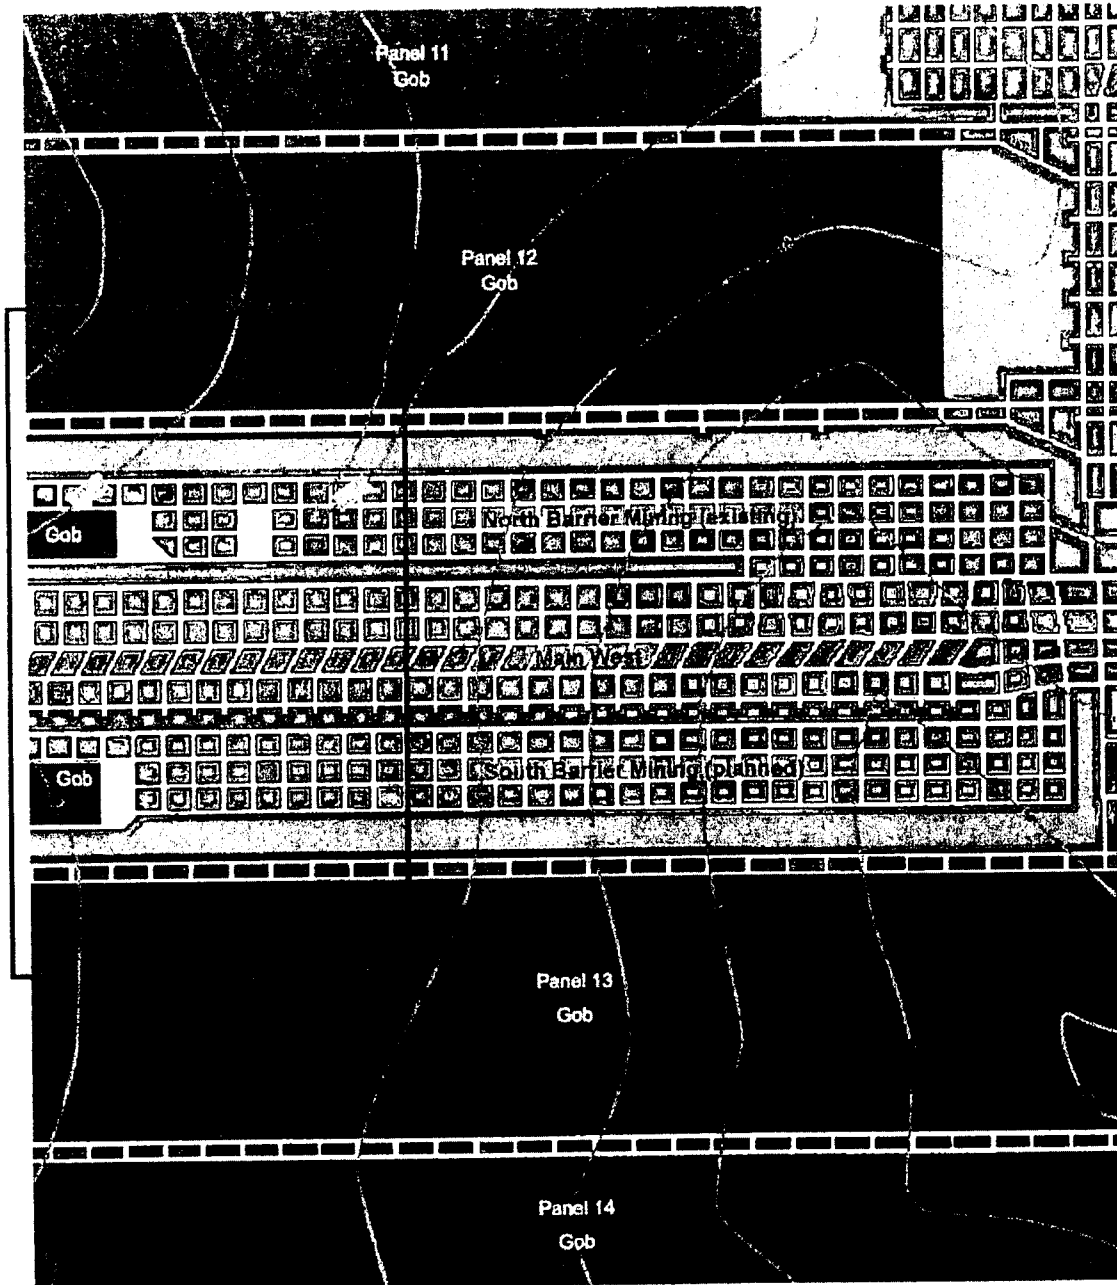 Panel 11
Gob
Panel 12
Gob
North Barrier Mining (existing)
Gob
Main West
South Barrier Mining (planned)
Gob
Panel 13
Gob
Panel 14
Gob